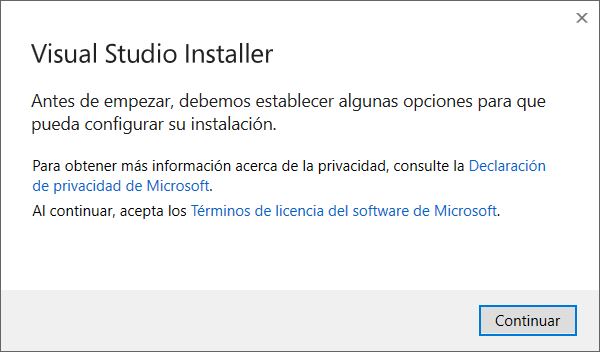 Visual Studio Installer
Antes de empezar, debemos establecer algunas opciones para que
pueda configurar su instalación.
Para obtener más información acerca de la privacidad, consulte la Declaración
de privacidad de Microsoft.
Al continuar, acepta los Términos de licencia del software de Microsoft.
Continuar